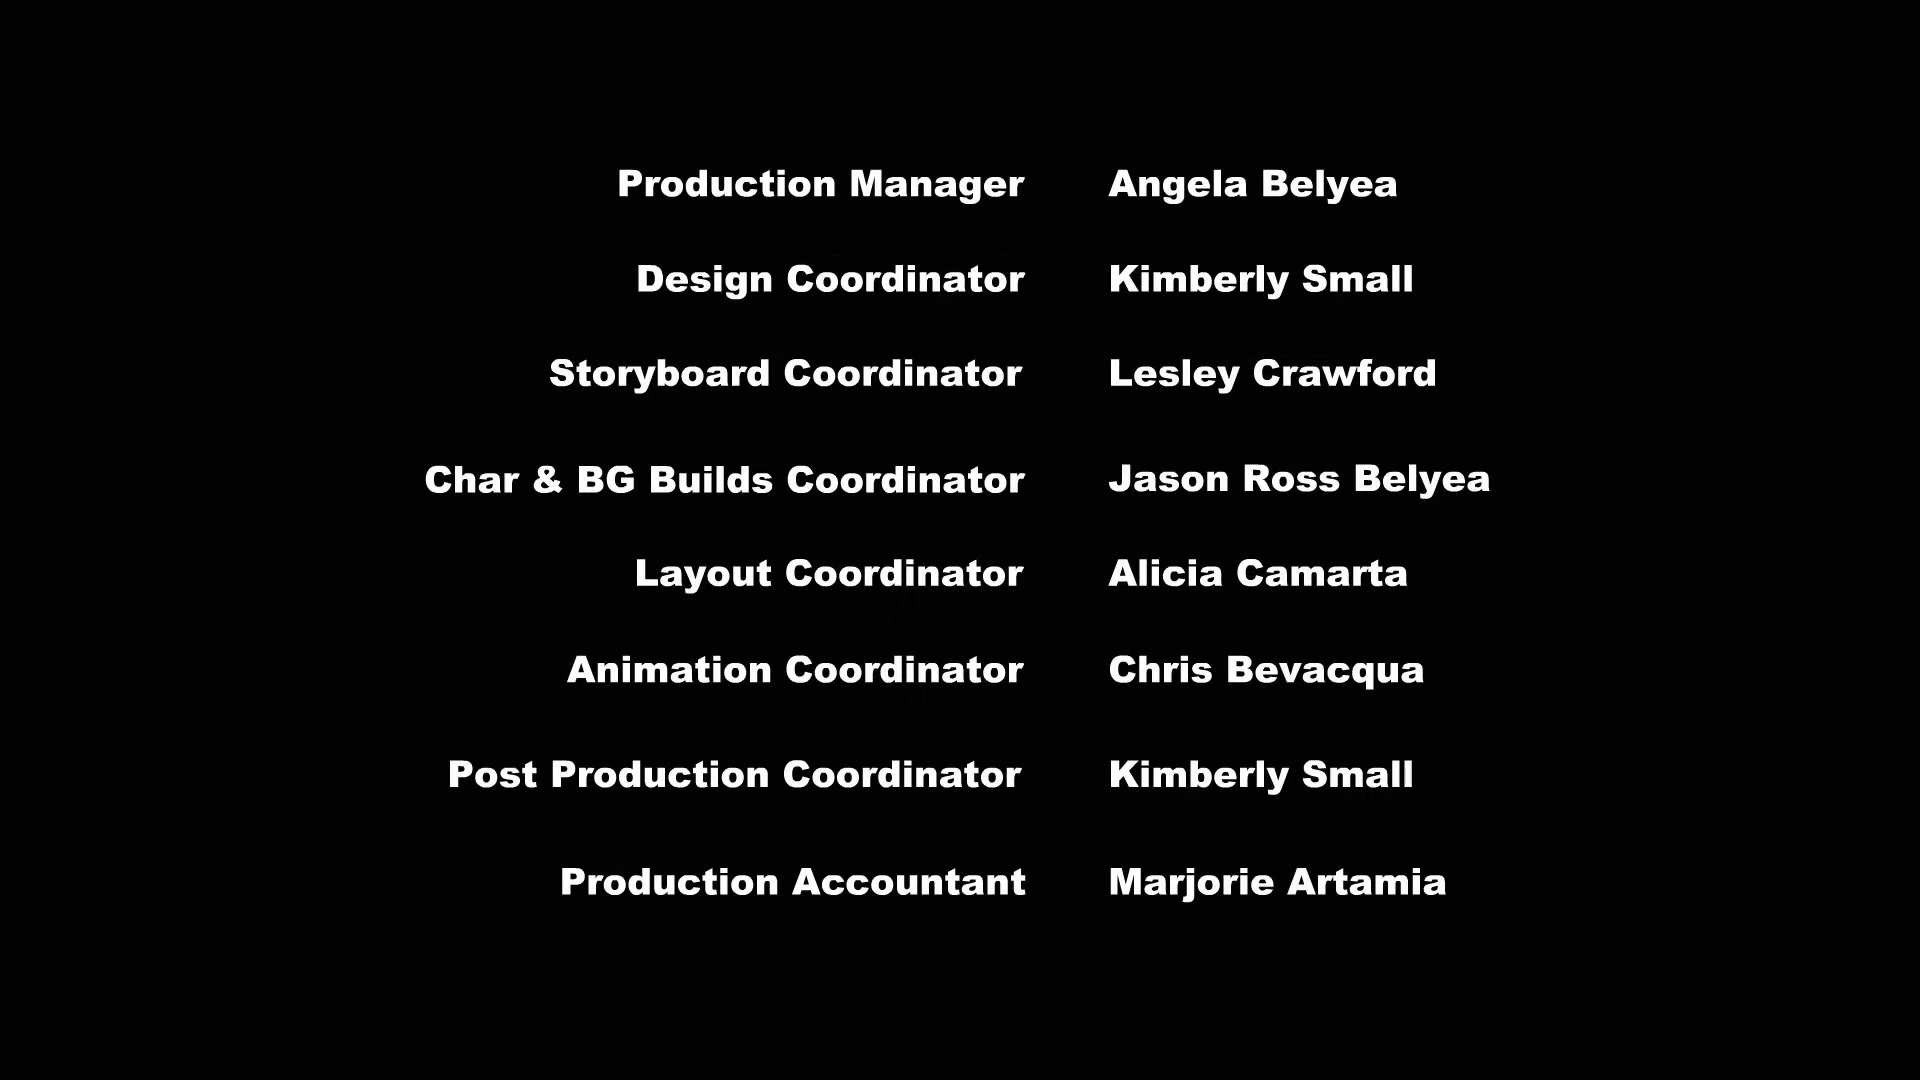 Production Manager Angela Belyea
Design Coordinator Kimberly Small
Storyboard Coordinator Lesley Crawford
Char & BG Builds Coordinator Jason Ross Belyea
Layout Coordinator Alicia Camarta
Animation Coordinator Chris Bevacqua
Post Production Coordinator Kimberly Small
Production Accountant Marjorie Artamia